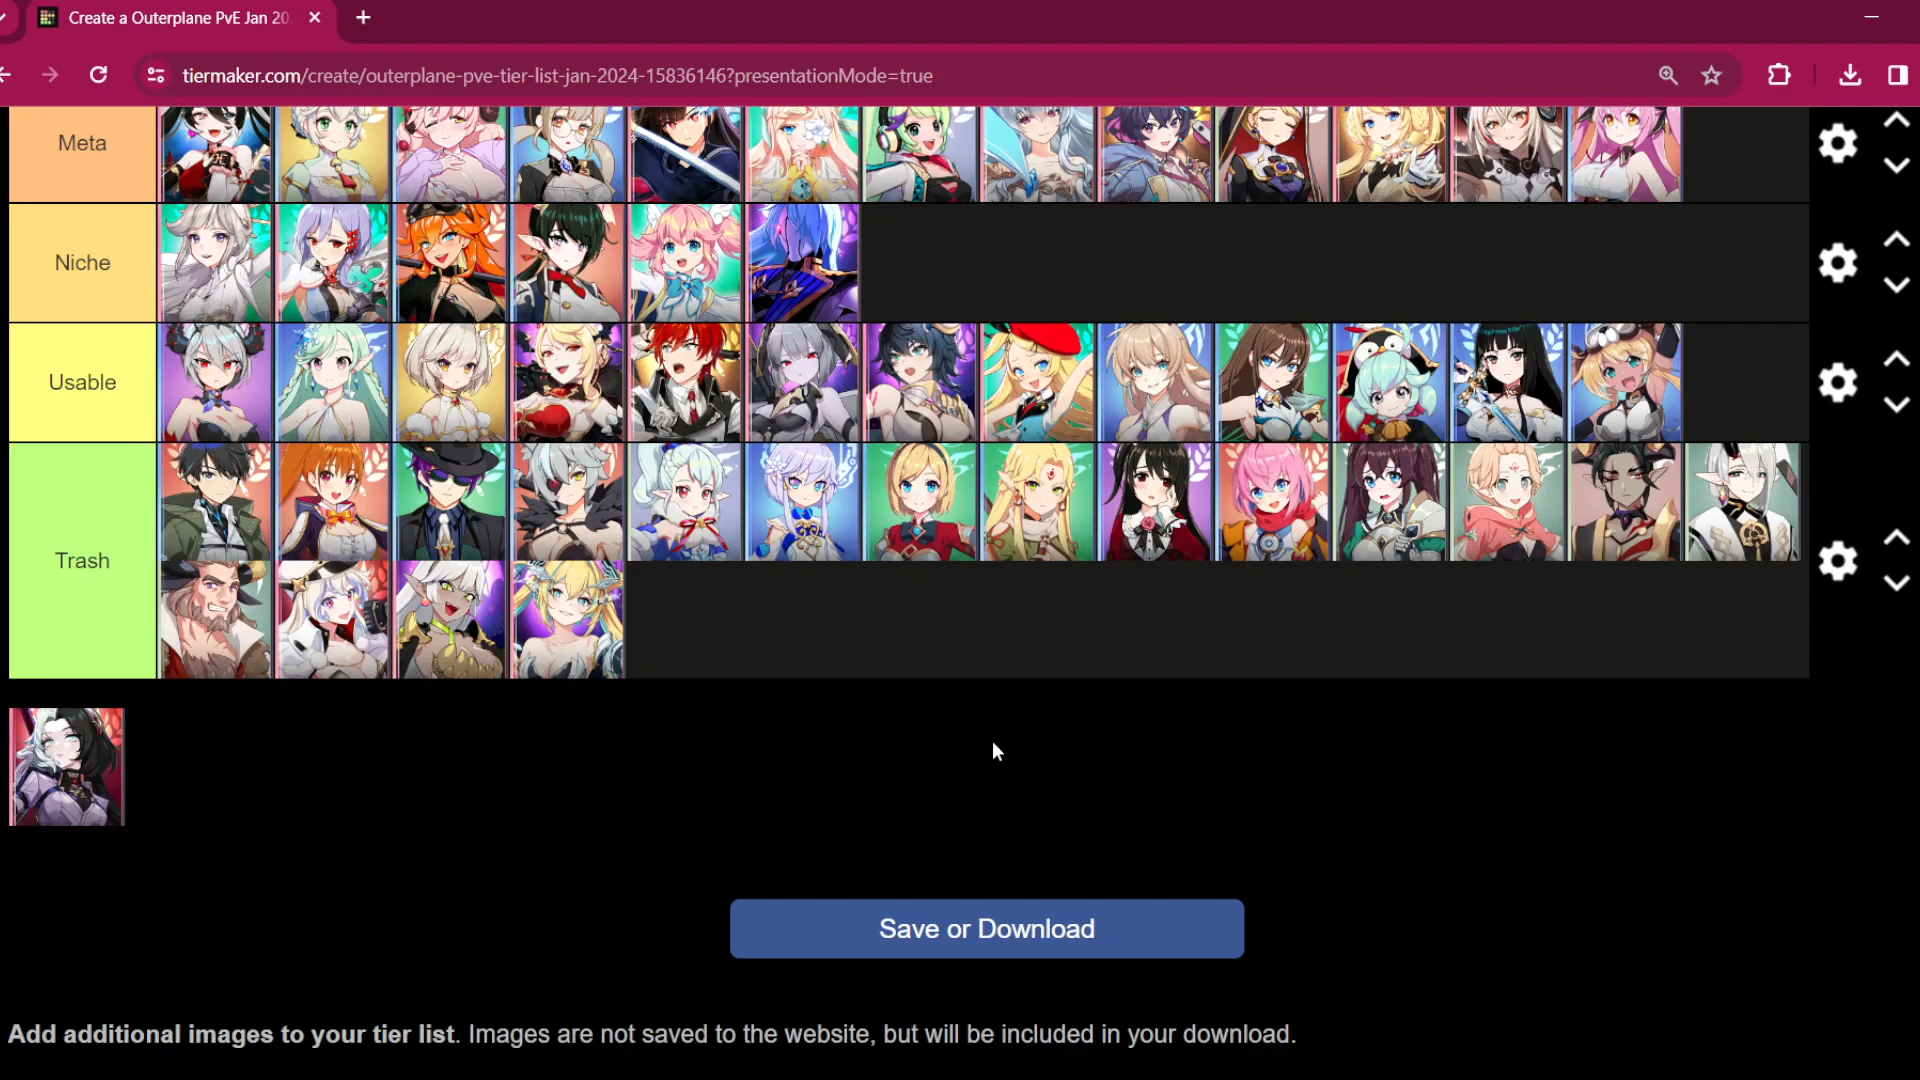 Create a Outerplane PvE Jan 20
tiermaker.com/create/outerplane-pve-tier-list-jan-2024-15836146?presentationMode=true
Meta
Niche
Usable
Trash
Save or Download
Add additional images to your tier list. Images are not saved to the website, but will be included in your download.